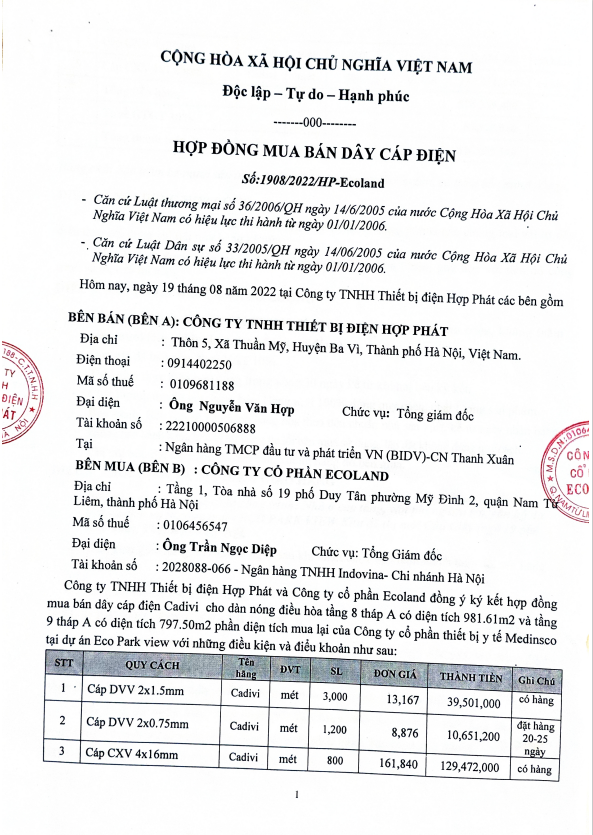 CỘNG HÒA XÃ HỘI CHỦ NGHĨA VIỆT NAM
Độc lập – Tự do – Hạnh phúc
-------000--------
HỢP ĐỒNG MUA BÁN DÂY CÁP ĐIỆN
Số:1908/2022/HP-Ecoland
- Căn cứ Luật thương mại số 36/2006/QH ngày 14/6/2005 của nước Cộng Hòa Xã Hội Chủ
Nghĩa Việt Nam có hiệu lực thi hành từ ngày 01/01/2006.
- Căn cứ Luật Dân sự số 33/2005/QH ngày 14/06/2005 của nước Cộng Hòa Xã Hội Chủ
Nghĩa Việt Nam có hiệu lực thi hành từ ngày 01/01/2006.
Hôm nay, ngày 19 tháng 08 năm 2022 tại Công ty TNHH Thiết bị điện Hợp Phát các bên gồm
BÊN BÁN (BÊN A): CÔNG TY TNHH THIẾT BỊ ĐIỆN HỢP PHÁT
Địa chỉ : Thôn 5, Xã Thuần Mỹ, Huyện Ba Vì, Thành phố Hà Nội, Việt Nam.
Điện thoại : 0914402250
Mã số thuế : 0109681188
Đại diện : Ông Nguyễn Văn Hợp Chức vụ: Tổng giám đốc
Tài khoản số : 22210000506888
Tại : Ngân hàng TMCP đầu tư và phát triển VN (BIDV)-CN Thanh Xuân
BÊN MUA (BÊN B) : CÔNG TY CỔ PHẦN ECOLAND
Địa chỉ : Tầng 1, Tòa nhà số 19 phố Duy Tân phường Mỹ Đình 2, quận Nam Từ
Liêm, thành phố Hà Nội
Mã số thuế : 0106456547
Đại diện : Ông Trần Ngọc Diệp Chức vụ: Tổng Giám đốc
Tài khoản số : 2028088-066 - Ngân hàng TNHH Indovina- Chi nhánh Hà Nội
Công ty TNHH Thiết bị điện Hợp Phát và Công ty cổ phần Ecoland đồng ý ký kết hợp đồng
mua bán dây cáp điện Cadivi cho dàn nóng điều hòa tầng 8 tháp A có diện tích 981.61m2 và tầng
9 tháp A có diện tích 797.50m2 phần diện tích mua lại của Công ty cổ phần thiết bị y tế Medinsco
tại dự án Eco Park view với những điều kiện và điều khoản như sau:
STT QUY CÁCH Tên hãng ĐVT SL ĐƠN GIÁ THÀNH TIỀN Ghi Chú
1 Cáp DVV 2x1.5mm Cadivi mét 3,000 13,167 39,501,000 có hàng
2 Cáp DVV 2x0.75mm Cadivi mét 1,200 8,876 10,651,200 đặt hàng 20-25 ngày
3 Cáp CXV 4x16mm Cadivi mét 800 161,840 129,472,000 có hàng
1